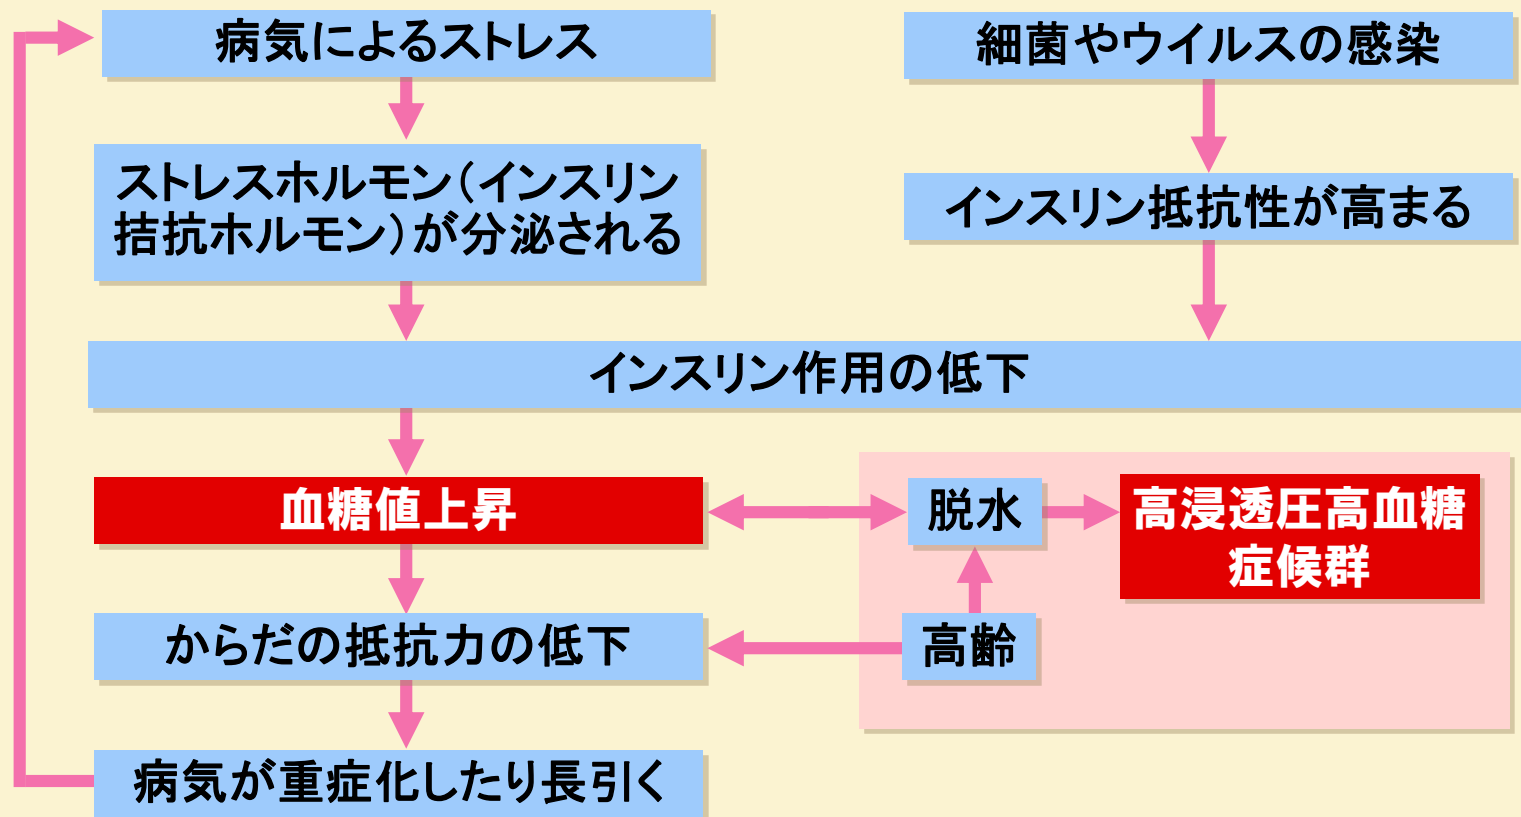 病気によるストレス
細菌やウイルスの感染
ストレスホルモン（インスリン
拮抗ホルモン）が分泌される
インスリン抵抗性が高まる
インスリン作用の低下
血糖値上昇
脱水
高浸透圧高血糖
症候群
からだの抵抗力の低下
高齢
病気が重症化したり長引く